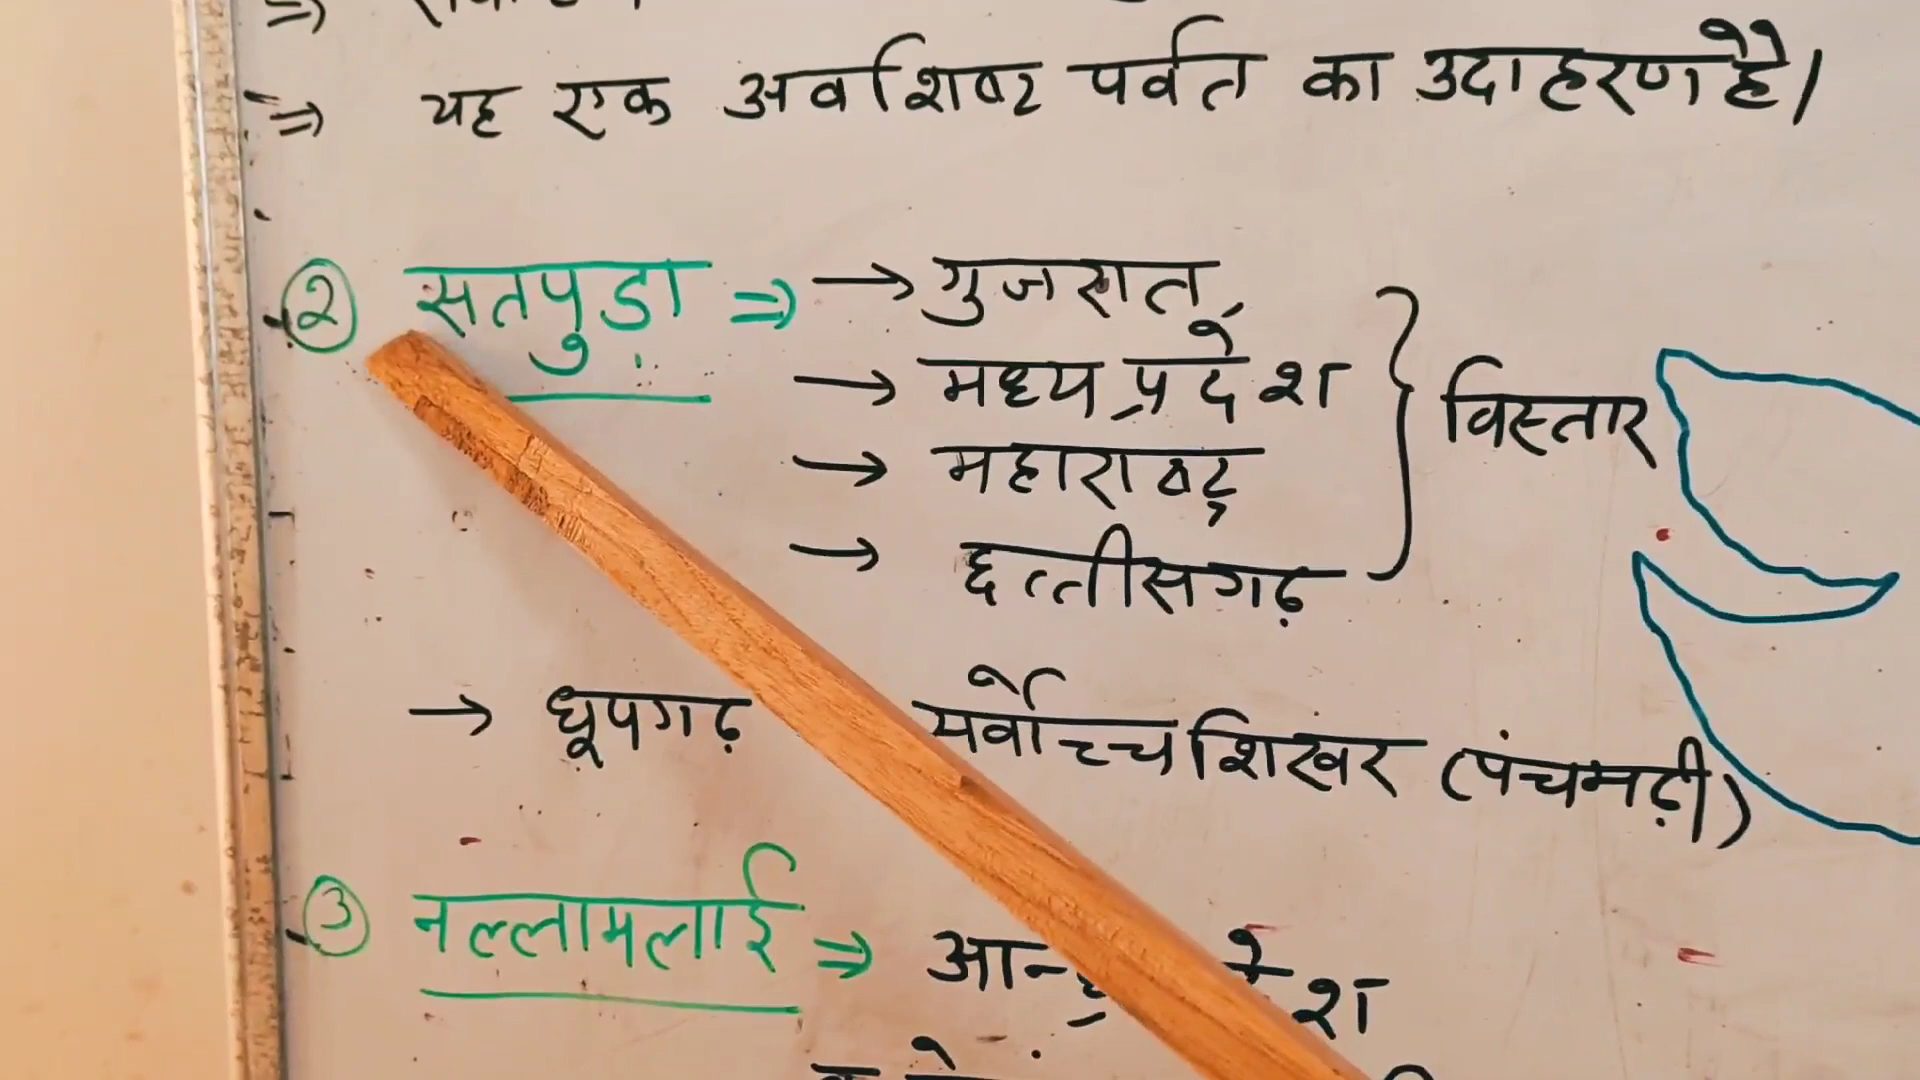 ⇒ यह एक अवशिष्ट पर्वत का उदाहरण है।
② सतपुड़ा ⇒ → गुजरात,
→ मध्य प्रदेश
→ महाराष्ट्र
→ छत्तीसगढ़
} विस्तार
→ धूपगढ़ सर्वोच्च शिखर (पंचमढ़ी)
③ नल्लामलाई ⇒